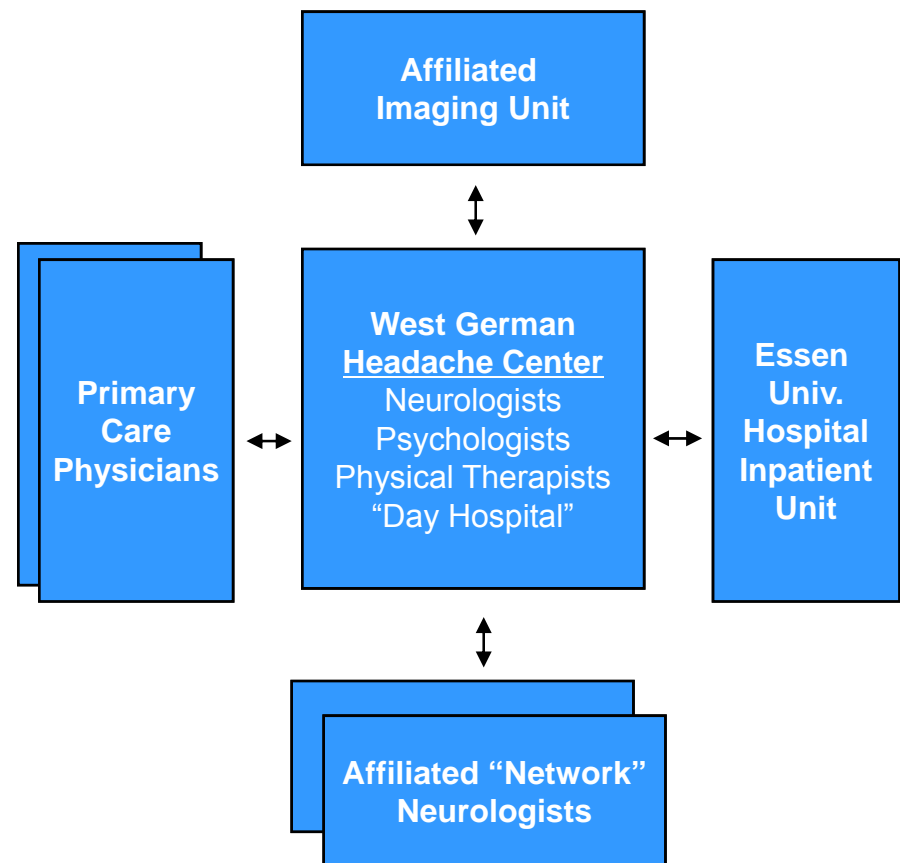 Affiliated
Imaging Unit
Primary
Care
Physicians
West German
Headache Center
Neurologists
Psychologists
Physical Therapists
“Day Hospital”
Essen
Univ.
Hospital
Inpatient
Unit
Affiliated “Network”
Neurologists